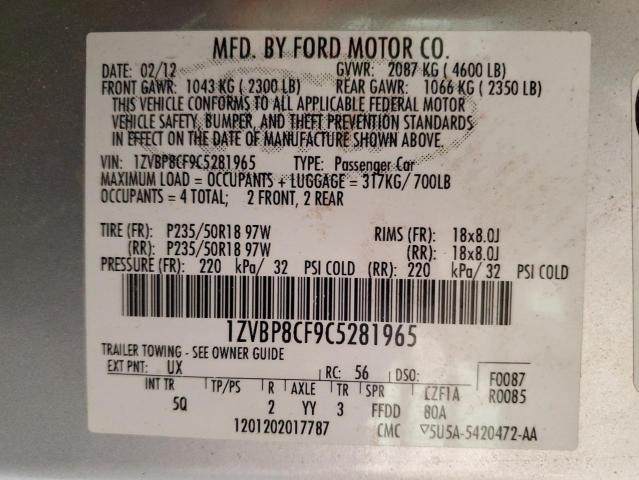 MFD. BY FORD MOTOR CO.
DATE: 02/12 GVWR: 2087 KG (4600 LB)
FRONT GAWR: 1043 KG (2300 LB) REAR GAWR: 1066 KG (2350 LB)
THIS VEHICLE CONFORMS TO ALL APPLICABLE FEDERAL MOTOR
VEHICLE SAFETY, BUMPER, AND THEFT PREVENTION STANDARDS
IN EFFECT ON THE DATE OF MANUFACTURE SHOWN ABOVE.
VIN: 1ZVBP8CF9C5281965 TYPE: Passenger Car
MAXIMUM LOAD = OCCUPANTS + LUGGAGE = 317KG/ 700LB
OCCUPANTS = 4 TOTAL; 2 FRONT, 2 REAR
TIRE (FR): P235/50R18 97W RIMS (FR): 18x8.0J
(RR): P235/50R18 97W (RR): 18x8.0J
PRESSURE (FR): 220 kPa/ 32 PSI COLD (RR): 220 kPa/ 32 PSI COLD
1ZVBP8CF9C5281965
TRAILER TOWING - SEE OWNER GUIDE
EXT PNT: UX RC: 56 DSO: F0087
INT TR TP/PS R AXLE TR SPR CZF1A R0085
5Q 2 YY 3 FFDD 80A
1201202017787 CMC ▽5U5A-5420472-AA